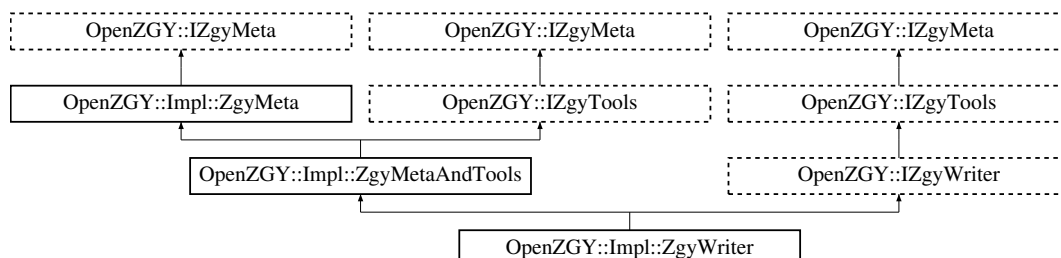 OpenZGY::IZgyMeta OpenZGY::IZgyMeta OpenZGY::IZgyMeta
OpenZGY::Impl::ZgyMeta OpenZGY::IZgyTools OpenZGY::IZgyTools
OpenZGY::Impl::ZgyMetaAndTools OpenZGY::IZgyWriter
OpenZGY::Impl::ZgyWriter